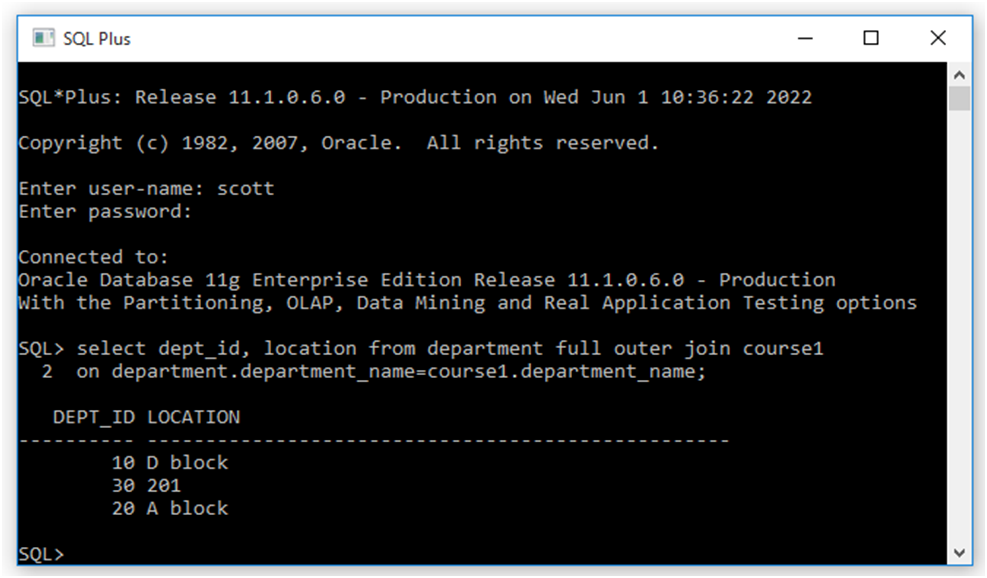 SQL Plus
SQL*Plus: Release 11.1.0.6.0 - Production on Wed Jun 1 10:36:22 2022
Copyright (c) 1982, 2007, Oracle.  All rights reserved.
Enter user-name: scott
Enter password:
Connected to:
Oracle Database 11g Enterprise Edition Release 11.1.0.6.0 - Production
With the Partitioning, OLAP, Data Mining and Real Application Testing options
SQL> select dept_id, location from department full outer join course1
  2  on department.department_name=course1.department_name;
   DEPT_ID LOCATION
---------- --------------------------------------------------
        10 D block
        30 201
        20 A block
SQL>